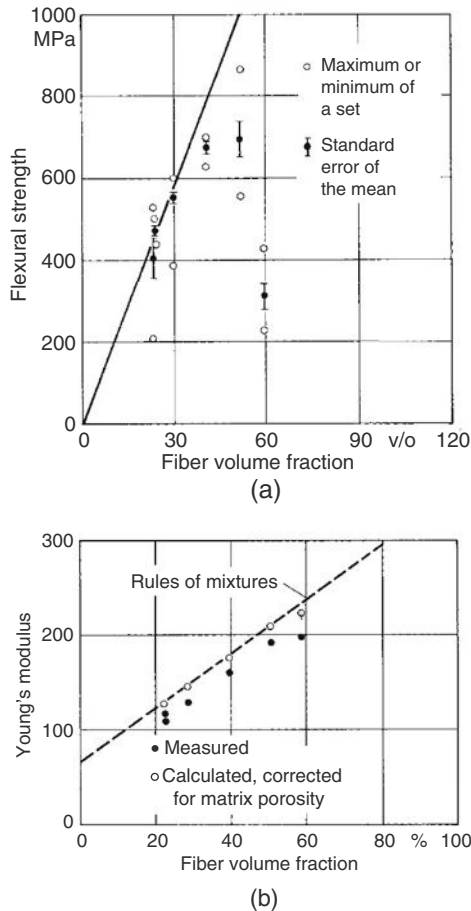 1000
MPa
800
600
400
200
0
Flexural strength
Maximum or
minimum of
a set
Standard
error of
the mean
0 30 60 90 v/o 120
Fiber volume fraction
(a)
300
200
100
0
Young's modulus
Rules of mixtures
Measured
Calculated, corrected
for matrix porosity
0 20 40 60 80 % 100
Fiber volume fraction
(b)